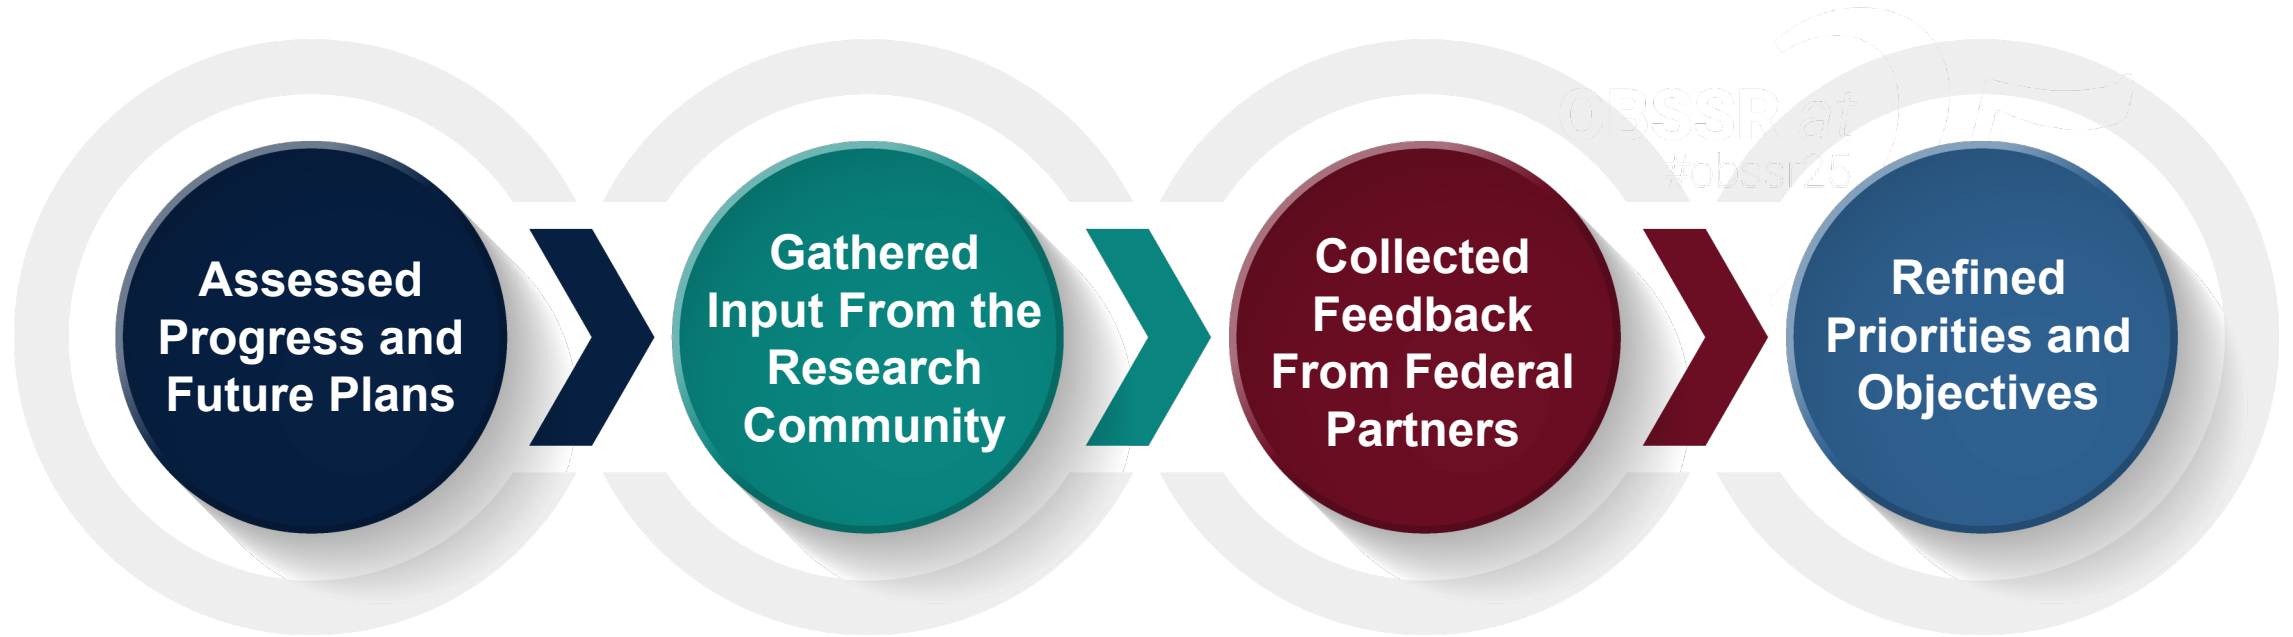 OBSSR at
#obssr25
Assessed
Progress and
Future Plans
Gathered
Input From the
Research
Community
Collected
Feedback
From Federal
Partners
Refined
Priorities and
Objectives